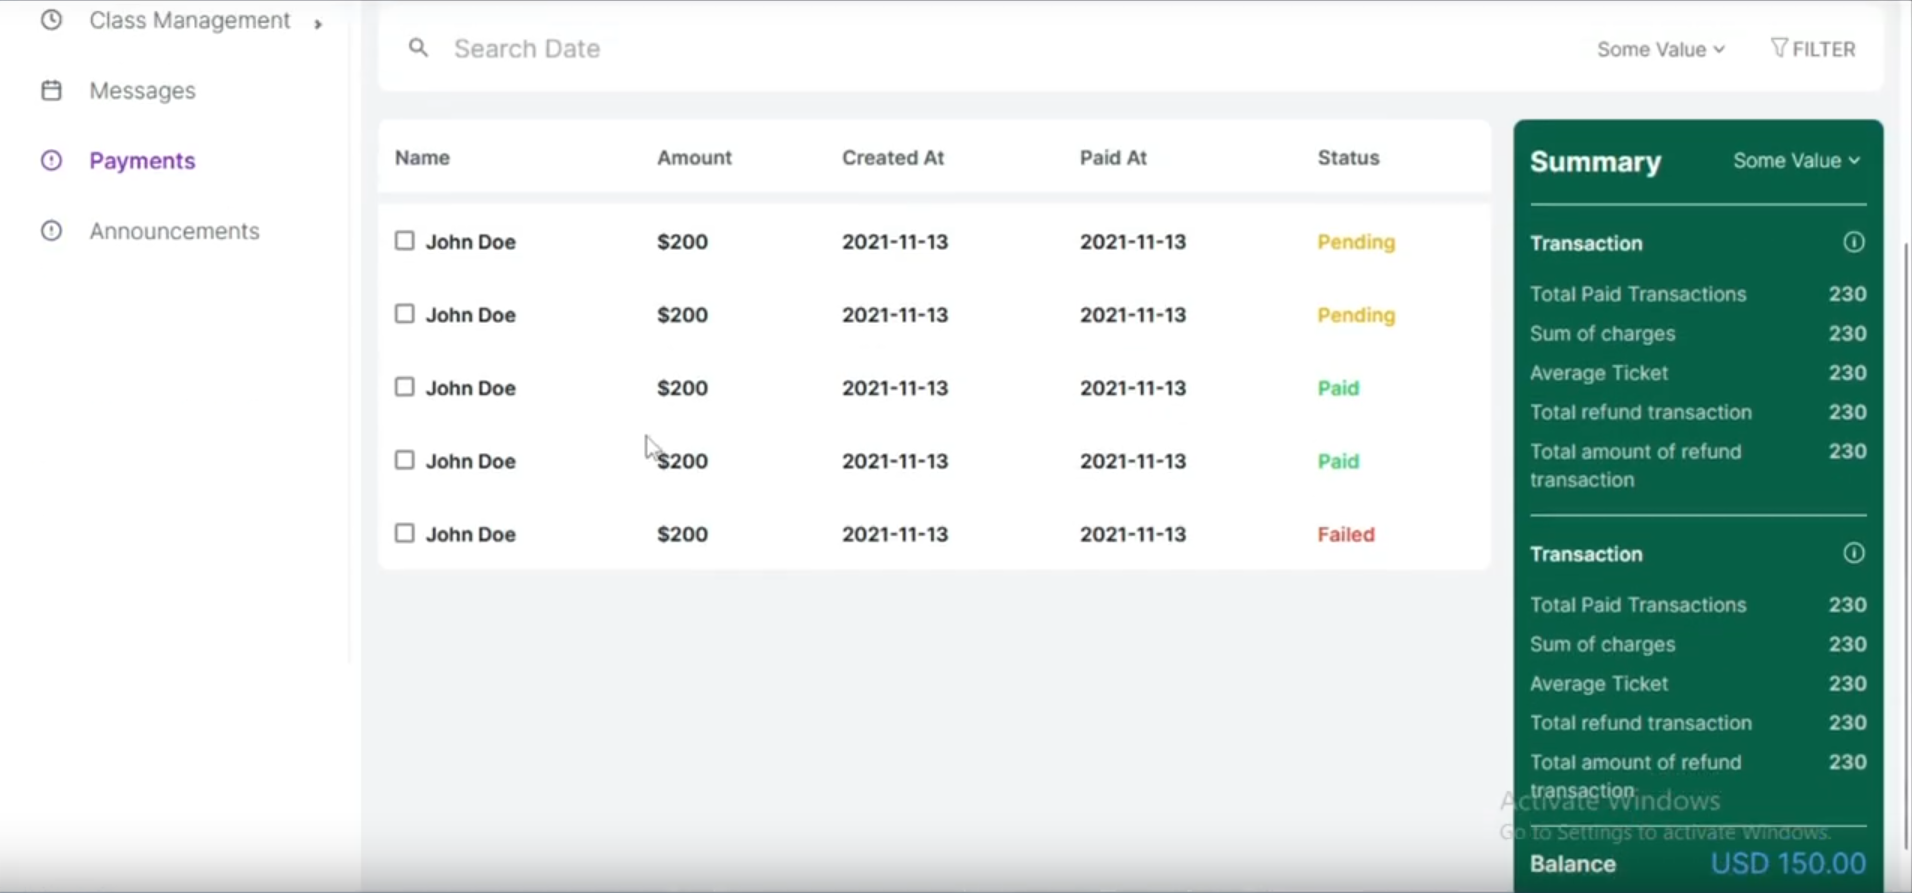 Class Management
Messages
Payments
Announcements
Search Date
Some Value
FILTER
Name Amount Created At Paid At Status
John Doe $200 2021-11-13 2021-11-13 Pending
John Doe $200 2021-11-13 2021-11-13 Pending
John Doe $200 2021-11-13 2021-11-13 Paid
John Doe $200 2021-11-13 2021-11-13 Paid
John Doe $200 2021-11-13 2021-11-13 Failed
Summary Some Value
Transaction
Total Paid Transactions 230
Sum of charges 230
Average Ticket 230
Total refund transaction 230
Total amount of refund 230
transaction
Transaction
Total Paid Transactions 230
Sum of charges 230
Average Ticket 230
Total refund transaction 230
Total amount of refund 230
transaction
Activate Windows
Go to Settings to activate Windows.
Balance USD 150.00